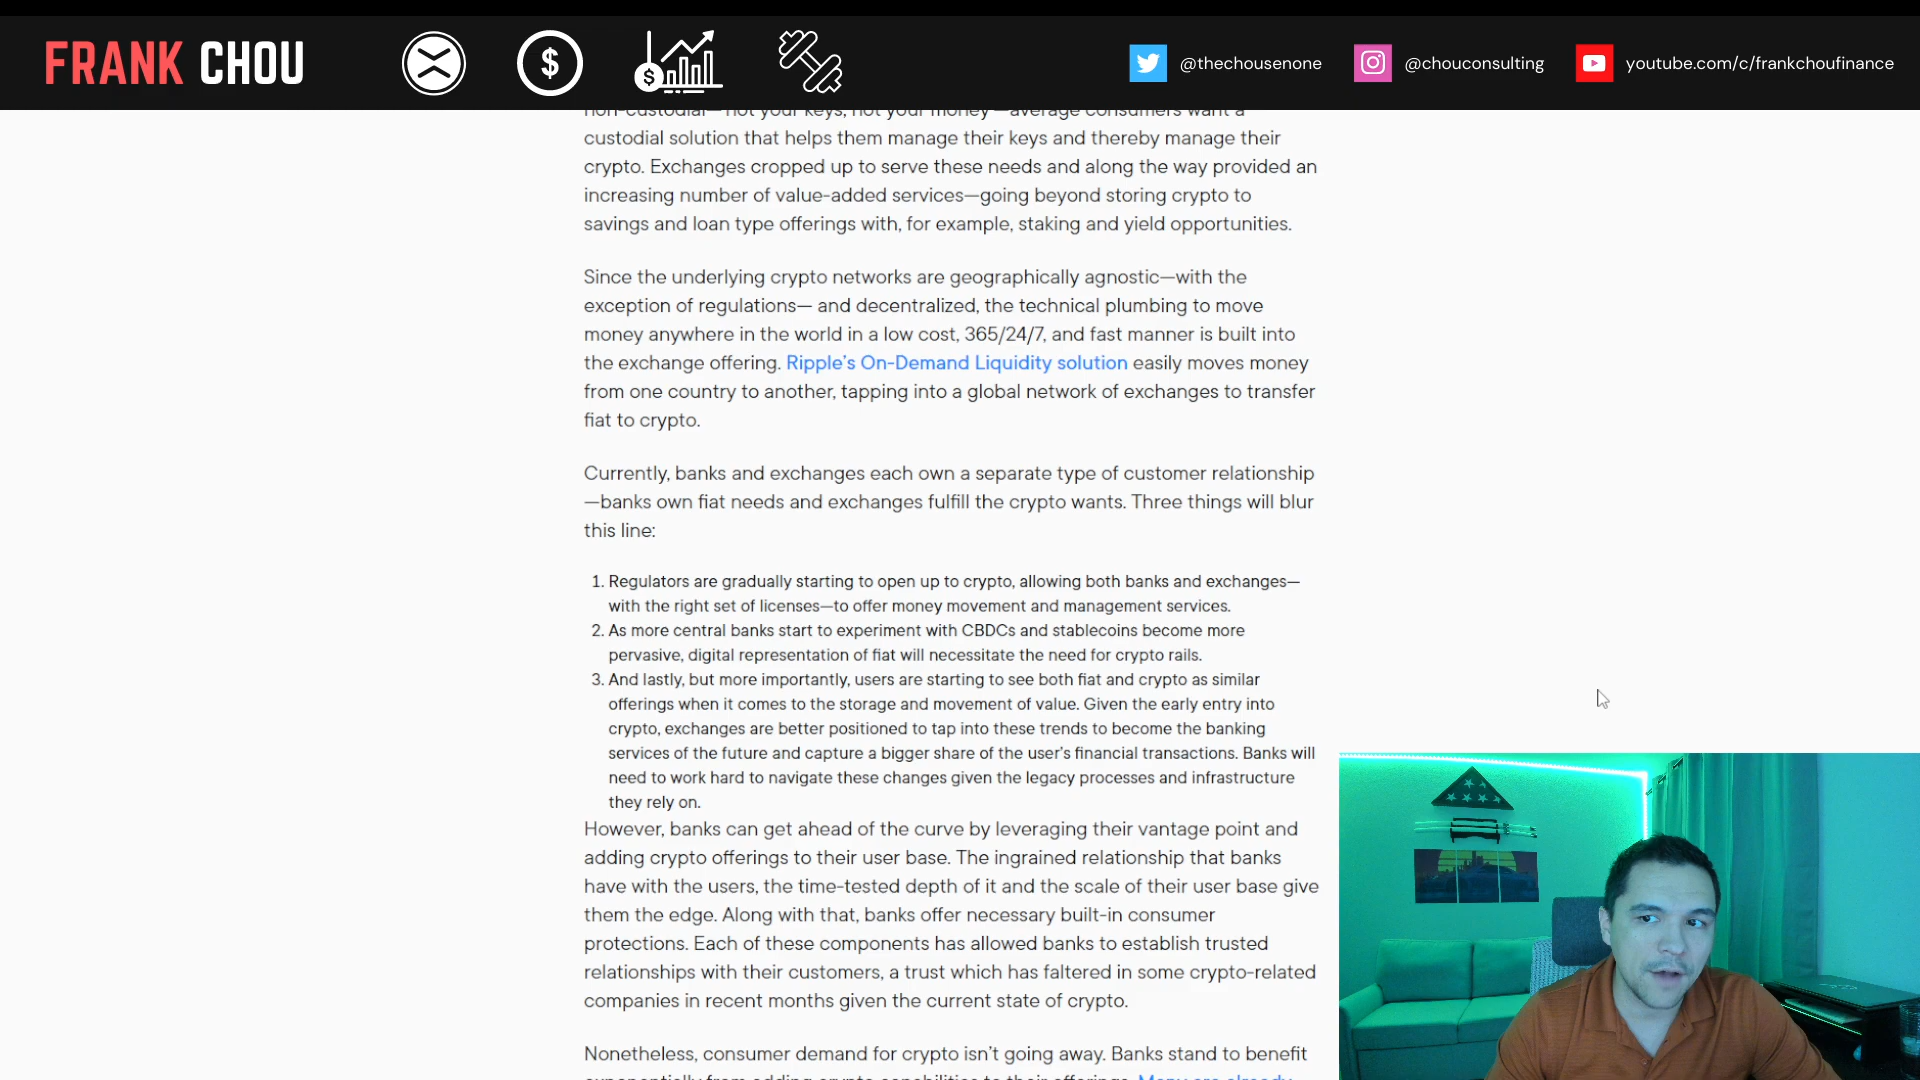 FRANK CHOU
@thechousenone
@chouconsulting
youtube.com/c/frankchoufinance
non-custodial—"not your keys, not your money"—average consumers want a
custodial solution that helps them manage their keys and thereby manage their
crypto. Exchanges cropped up to serve these needs and along the way provided an
increasing number of value-added services—going beyond storing crypto to
savings and loan type offerings with, for example, staking and yield opportunities.
Since the underlying crypto networks are geographically agnostic—with the
exception of regulations— and decentralized, the technical plumbing to move
money anywhere in the world in a low cost, 365/24/7, and fast manner is built into
the exchange offering. Ripple's On-Demand Liquidity solution easily moves money
from one country to another, tapping into a global network of exchanges to transfer
fiat to crypto.
Currently, banks and exchanges each own a separate type of customer relationship
—banks own fiat needs and exchanges fulfill the crypto wants. Three things will blur
this line:
1. Regulators are gradually starting to open up to crypto, allowing both banks and exchanges—
with the right set of licenses—to offer money movement and management services.
2. As more central banks start to experiment with CBDCs and stablecoins become more
pervasive, digital representation of fiat will necessitate the need for crypto rails.
3. And lastly, but more importantly, users are starting to see both fiat and crypto as similar
offerings when it comes to the storage and movement of value. Given the early entry into
crypto, exchanges are better positioned to tap into these trends to become the banking
services of the future and capture a bigger share of the user's financial transactions. Banks will
need to work hard to navigate these changes given the legacy processes and infrastructure
they rely on.
However, banks can get ahead of the curve by leveraging their vantage point and
adding crypto offerings to their user base. The ingrained relationship that banks
have with the users, the time-tested depth of it and the scale of their user base give
them the edge. Along with that, banks offer necessary built-in consumer
protections. Each of these components has allowed banks to establish trusted
relationships with their customers, a trust which has faltered in some crypto-related
companies in recent months given the current state of crypto.
Nonetheless, consumer demand for crypto isn't going away. Banks stand to benefit
exponentially from adding crypto capabilities to their offerings. Many are already